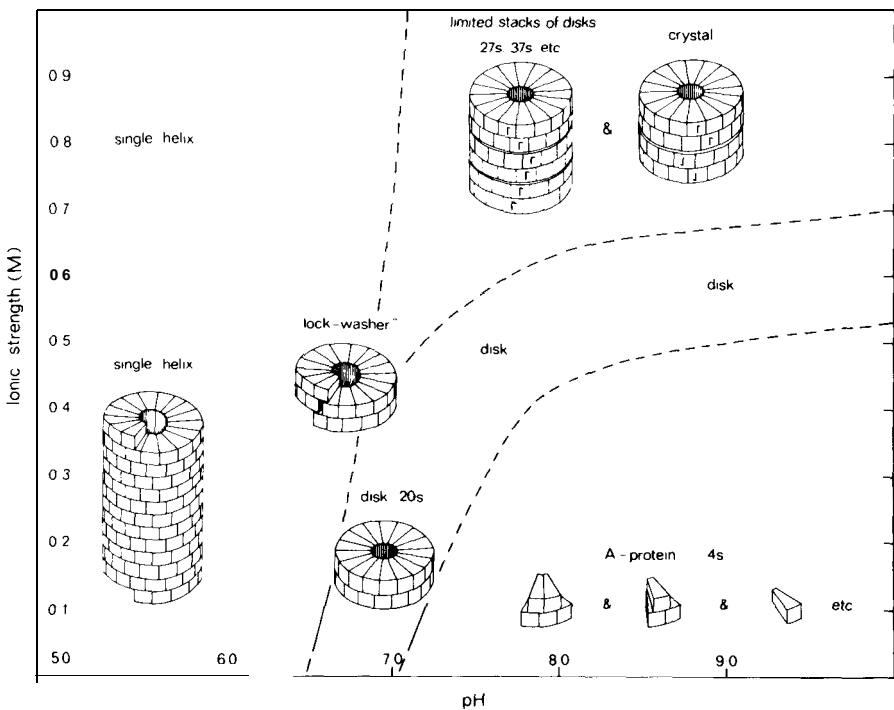 limited stacks of disks
27s 37s etc
crystal
&
0 9
0 8
0 7
0 6
0 5
0 4
0 3
0 2
0 1
Ionic strength (M)
single helix
disk
lock-washer"
disk
single helix
disk 20s
A-protein 4s
&
&
etc
5 0
6 0
7 0
8 0
9 0
pH